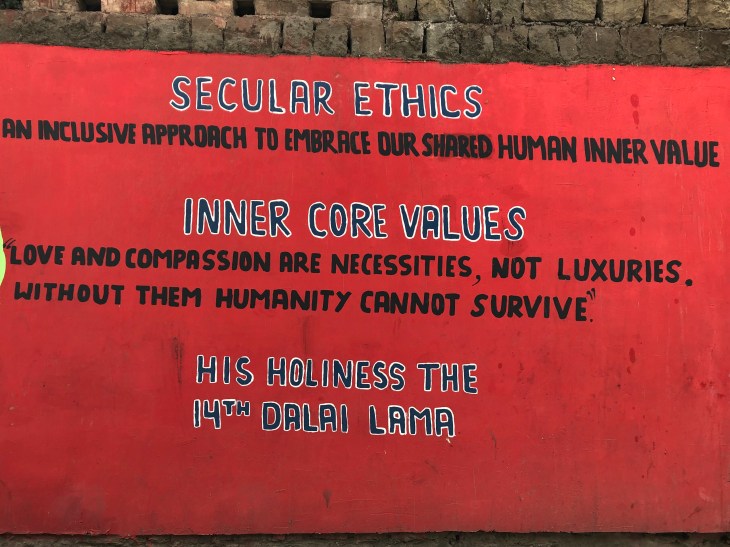 SECULAR ETHICS
AN INCLUSIVE APPROACH TO EMBRACE OUR SHARED HUMAN INNER VALUE
INNER CORE VALUES
"LOVE AND COMPASSION ARE NECESSITIES, NOT LUXURIES.
WITHOUT THEM HUMANITY CANNOT SURVIVE".
HIS HOLINESS THE
14TH DALAI LAMA